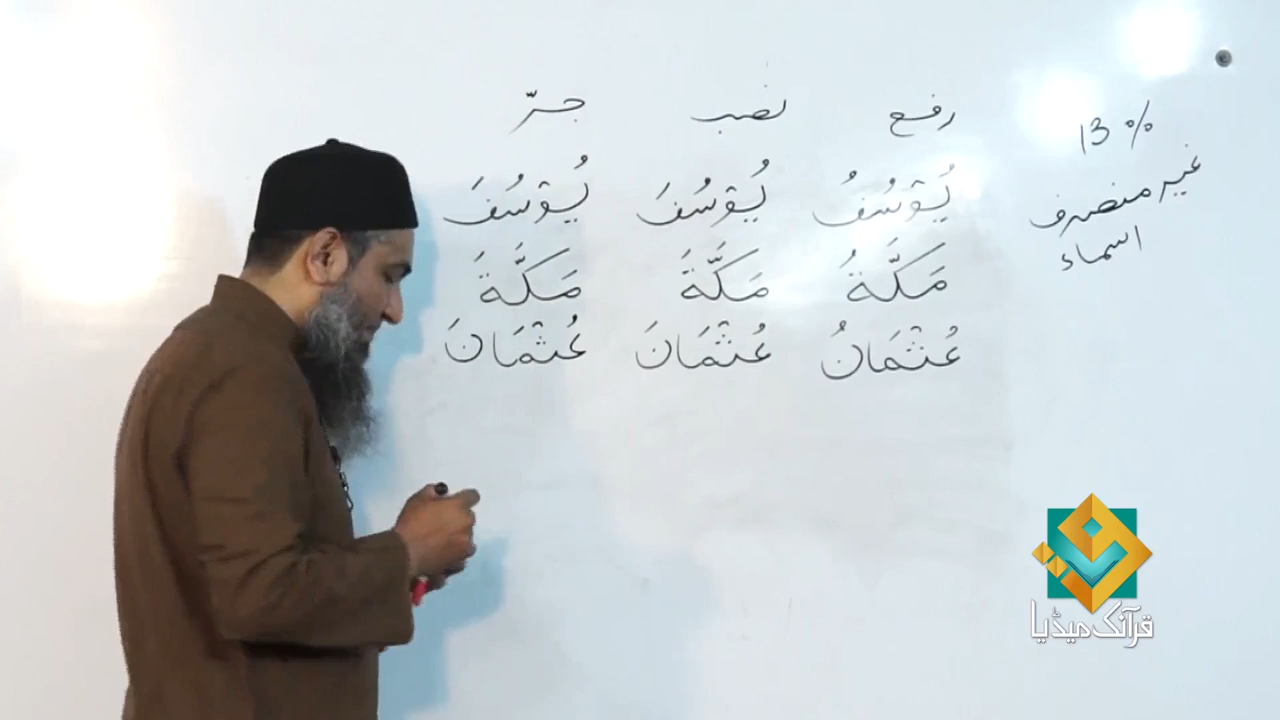 رفع نصب جرّ
يُوْسُفُ يُوْسُفَ يُوْسُفَ
مَكَّةُ مَكَّةَ مَكَّةَ
عُثْمَانُ عُثْمَانَ عُثْمَانَ
13 %
غیر منصرف
اسماء
قرآنک میڈیا